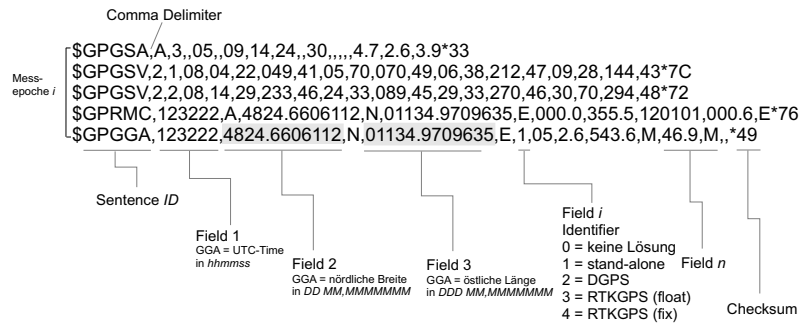 Comma Delimiter
$GPGSA,A,3,,05,,09,14,24,,30,,,,,4.7,2.6,3.9*33
$GPGSV,2,1,08,04,22,049,41,05,70,070,49,06,38,212,47,09,28,144,43*7C
$GPGSV,2,2,08,14,29,233,46,24,33,089,45,29,33,270,46,30,70,294,48*72
$GPRMC,123222,A,4824.6606112,N,01134.9709635,E,000.0,355.5,120101,000.6,E*76
$GPGGA,123222,4824.6606112,N,01134.9709635,E,1,05,2.6,543.6,M,46.9,M,,*49
Mess-
epoche i
Sentence ID
Field 1
GGA = UTC-Time
in hhmmss
Field 2
GGA = nördliche Breite
in DD MM,MMMMMMM
Field 3
GGA = östliche Länge
in DDD MM,MMMMMMM
Field i
Identifier
0 = keine Lösung
1 = stand-alone
2 = DGPS
3 = RTKGPS (float)
4 = RTKGPS (fix)
Field n
Checksum